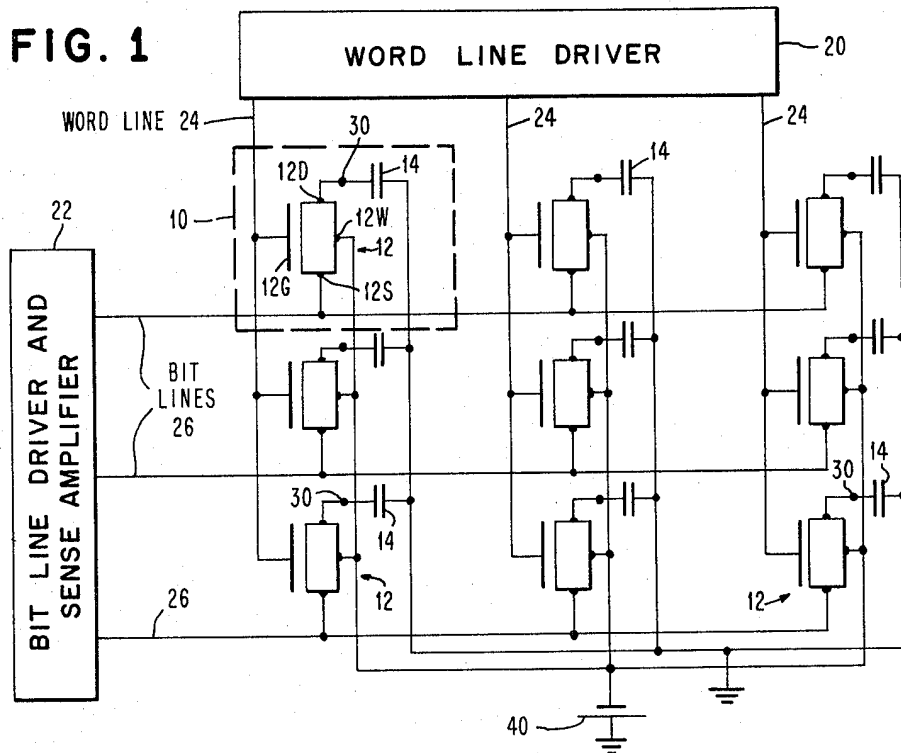 FIG. 1
WORD LINE DRIVER
20
WORD LINE 24
24
24
30
14
14
12D
10
12W
12
22
12G
12S
BIT LINE DRIVER AND
SENSE AMPLIFIER
BIT
LINES
26
30
14
30
14
12
12
26
40